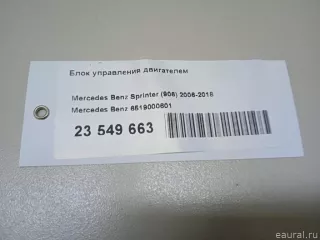 Блок управления двигателем
Mercedes Benz Sprinter (906) 2006-2018
Mercedes Benz 6519000601
23 549 663
eaural.ru